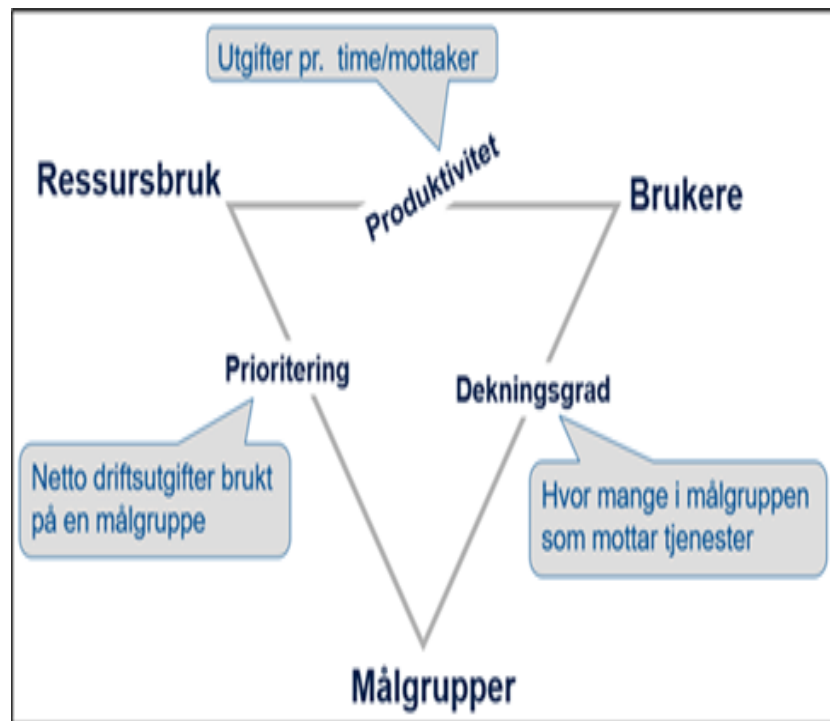 Utgifter pr. time/mottaker
Ressursbruk
Produktivitet
Brukere
Prioritering
Dekningsgrad
Netto driftsutgifter brukt
på en målgruppe
Hvor mange i målgruppen
som mottar tjenester
Målgrupper